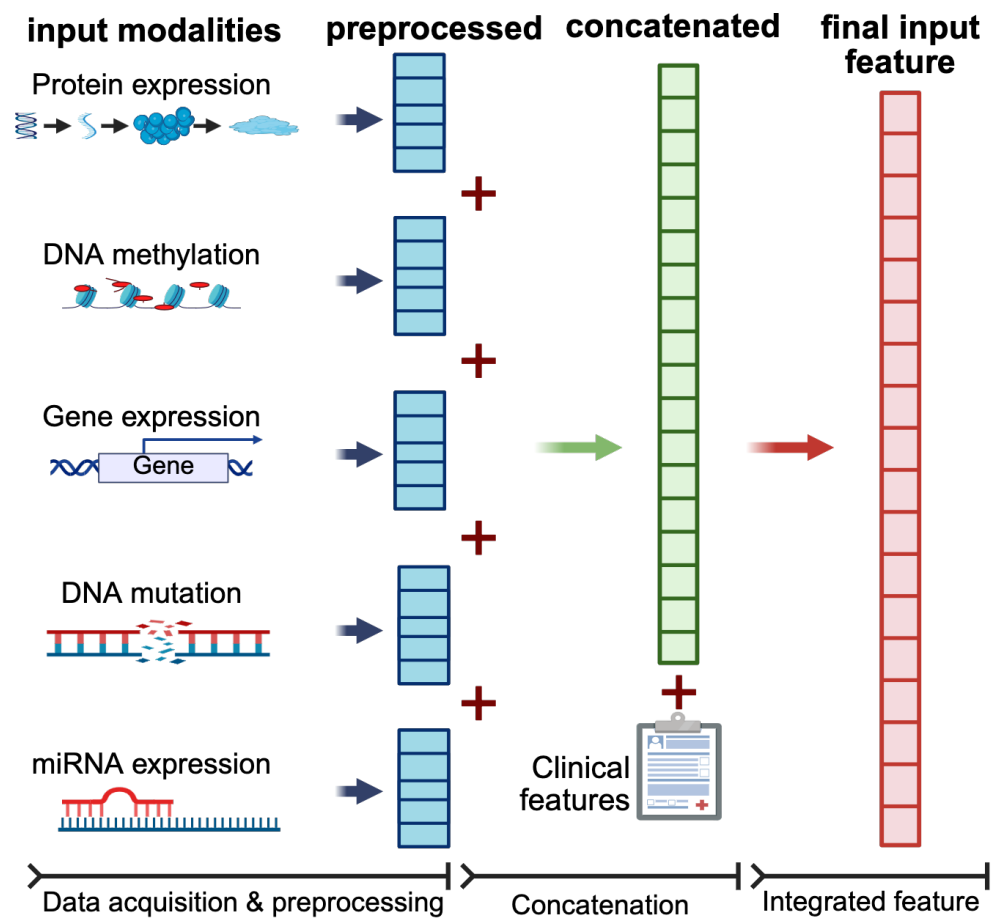 input modalities
preprocessed
concatenated
final input
feature
Protein expression
DNA methylation
Gene expression
Gene
DNA mutation
miRNA expression
Clinical
features
Data acquisition & preprocessing
Concatenation
Integrated feature